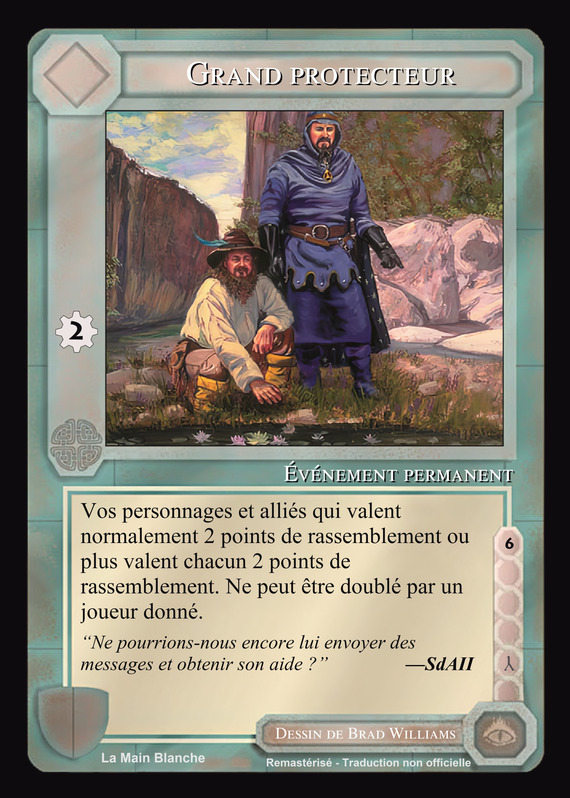 Grand protecteur
2
Événement permanent
Vos personnages et alliés qui valent
normalement 2 points de rassemblement ou
plus valent chacun 2 points de
rassemblement. Ne peut être doublé par un
joueur donné.
6
“Ne pourrions-nous encore lui envoyer des
messages et obtenir son aide ?” —SdAII
Dessin de Brad Williams
La Main Blanche
Remastérisé - Traduction non officielle